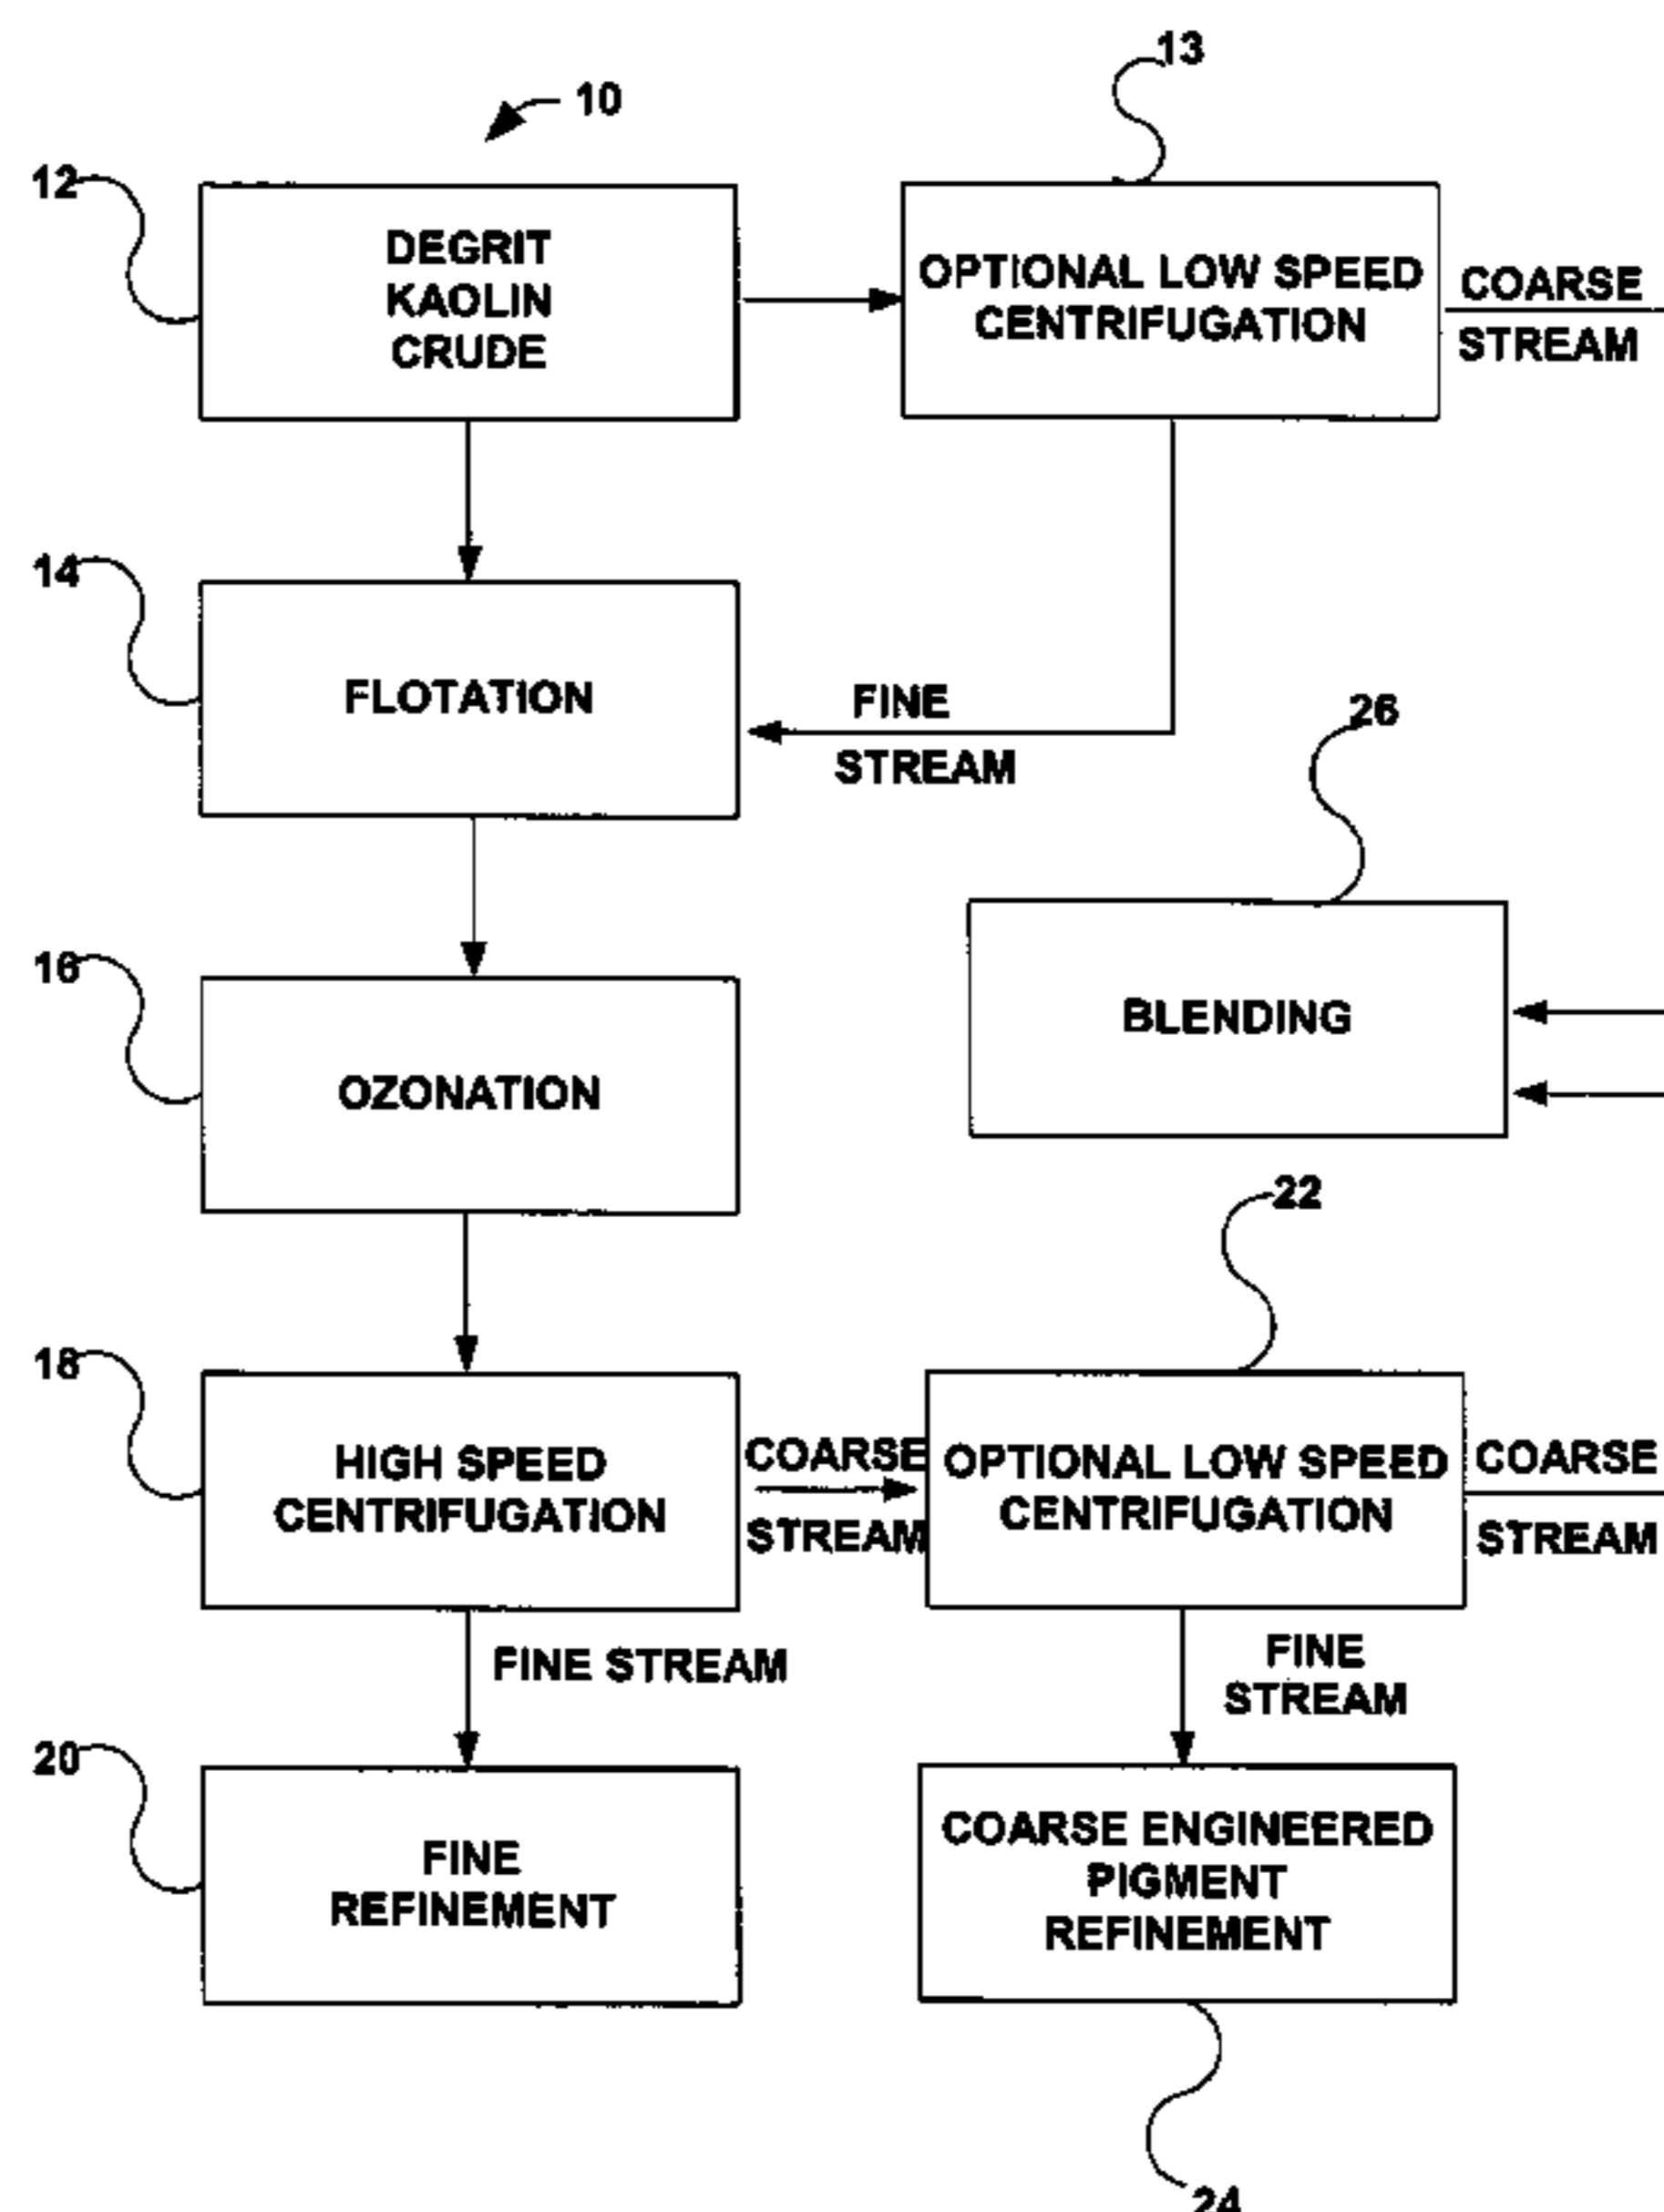 13
10
12
DEGRIT
KAOLIN
CRUDE
OPTIONAL LOW SPEED
CENTRIFUGATION
COARSE
STREAM
14
FLOTATION
FINE
STREAM
26
16
OZONATION
BLENDING
22
18
HIGH SPEED
CENTRIFUGATION
COARSE
STREAM
OPTIONAL LOW SPEED
CENTRIFUGATION
COARSE
STREAM
FINE STREAM
FINE
STREAM
20
FINE
REFINEMENT
COARSE ENGINEERED
PIGMENT
REFINEMENT
24